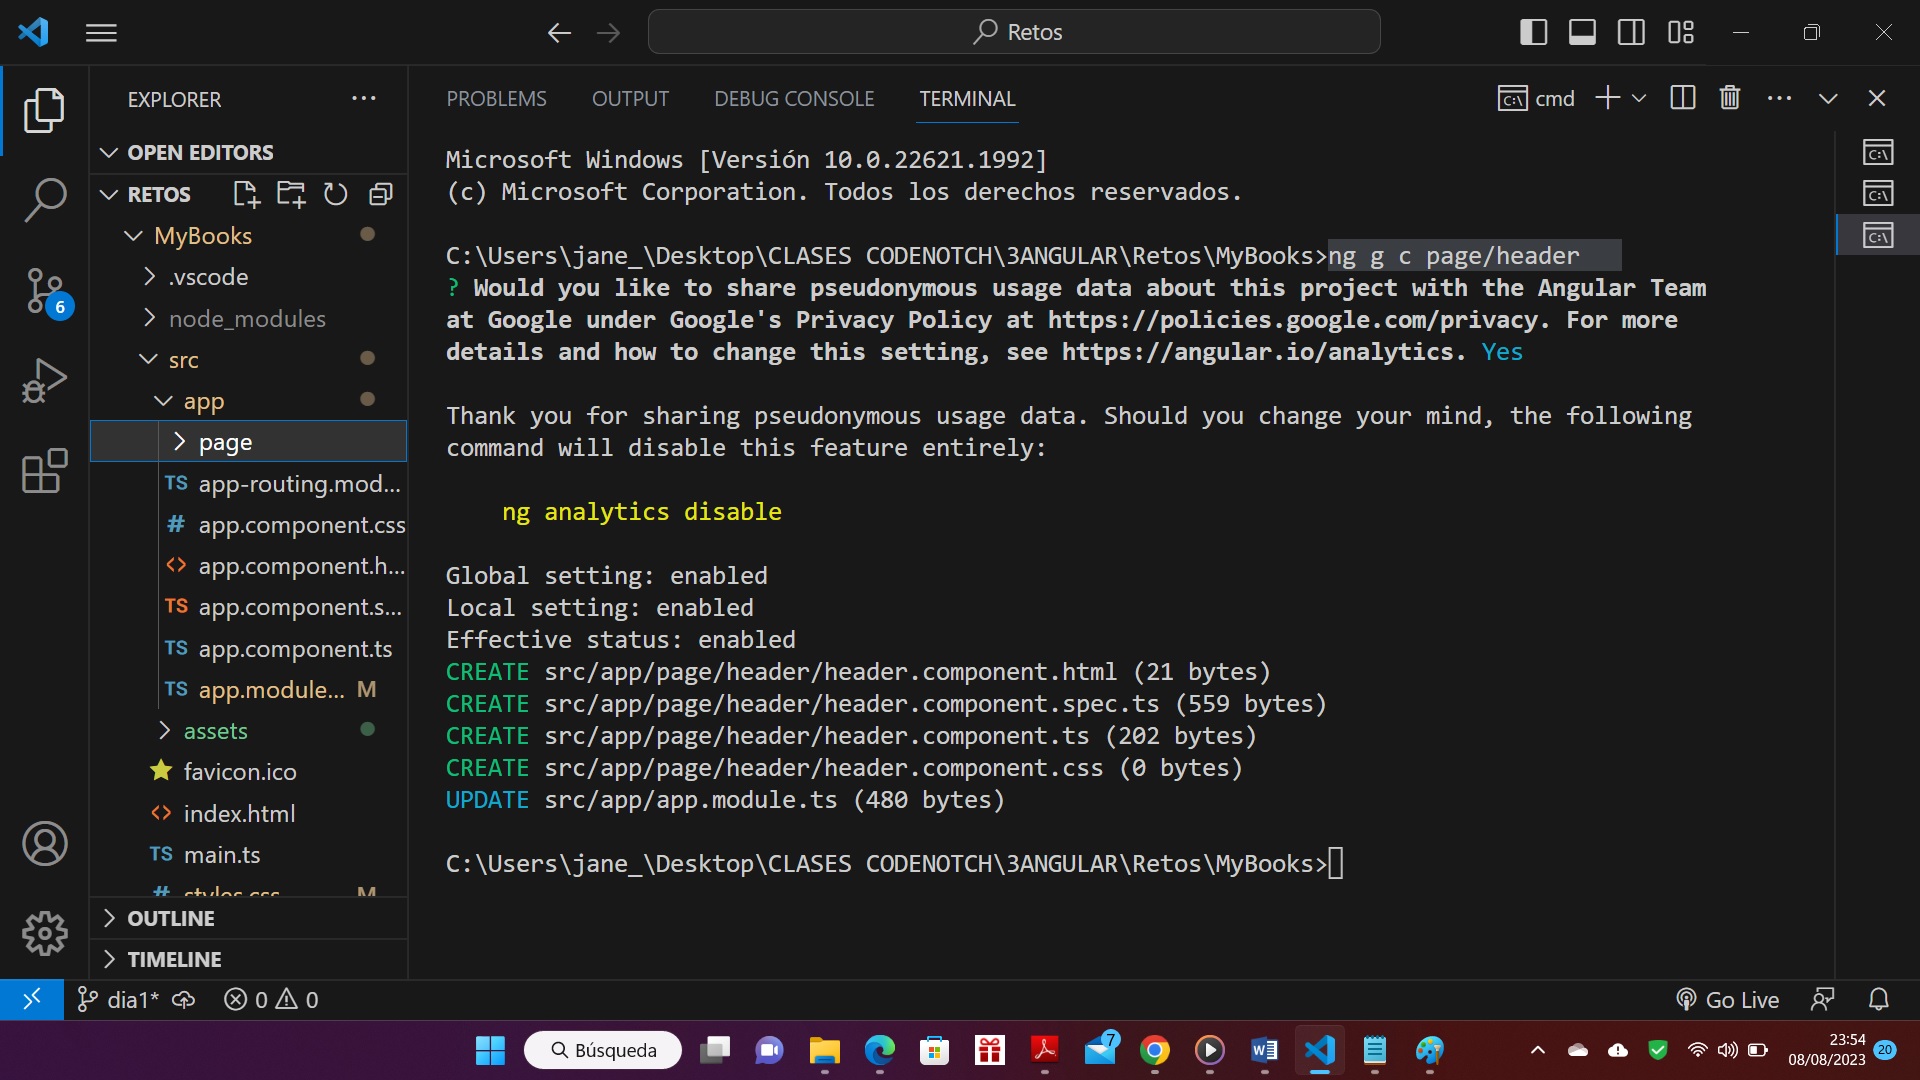 Retos
EXPLORER
OPEN EDITORS
RETOS
MyBooks
.vscode
node_modules
src
app
page
TS app-routing.mod...
# app.component.css
<> app.component.h...
TS app.component.s...
TS app.component.ts
TS app.module... M
assets
favicon.ico
<> index.html
TS main.ts
# styles.css M
OUTLINE
TIMELINE
6
PROBLEMS OUTPUT DEBUG CONSOLE TERMINAL
cmd
Microsoft Windows [Versión 10.0.22621.1992]
(c) Microsoft Corporation. Todos los derechos reservados.
C:\Users\jane_\Desktop\CLASES CODENOTCH\3ANGULAR\Retos\MyBooks>ng g c page/header
? Would you like to share pseudonymous usage data about this project with the Angular Team
at Google under Google's Privacy Policy at https://policies.google.com/privacy. For more
details and how to change this setting, see https://angular.io/analytics. Yes
Thank you for sharing pseudonymous usage data. Should you change your mind, the following
command will disable this feature entirely:
ng analytics disable
Global setting: enabled
Local setting: enabled
Effective status: enabled
CREATE src/app/page/header/header.component.html (21 bytes)
CREATE src/app/page/header/header.component.spec.ts (559 bytes)
CREATE src/app/page/header/header.component.ts (202 bytes)
CREATE src/app/page/header/header.component.css (0 bytes)
UPDATE src/app/app.module.ts (480 bytes)
C:\Users\jane_\Desktop\CLASES CODENOTCH\3ANGULAR\Retos\MyBooks>
dia1* 0 0
Go Live
Búsqueda
7
23:54
08/08/2023
20